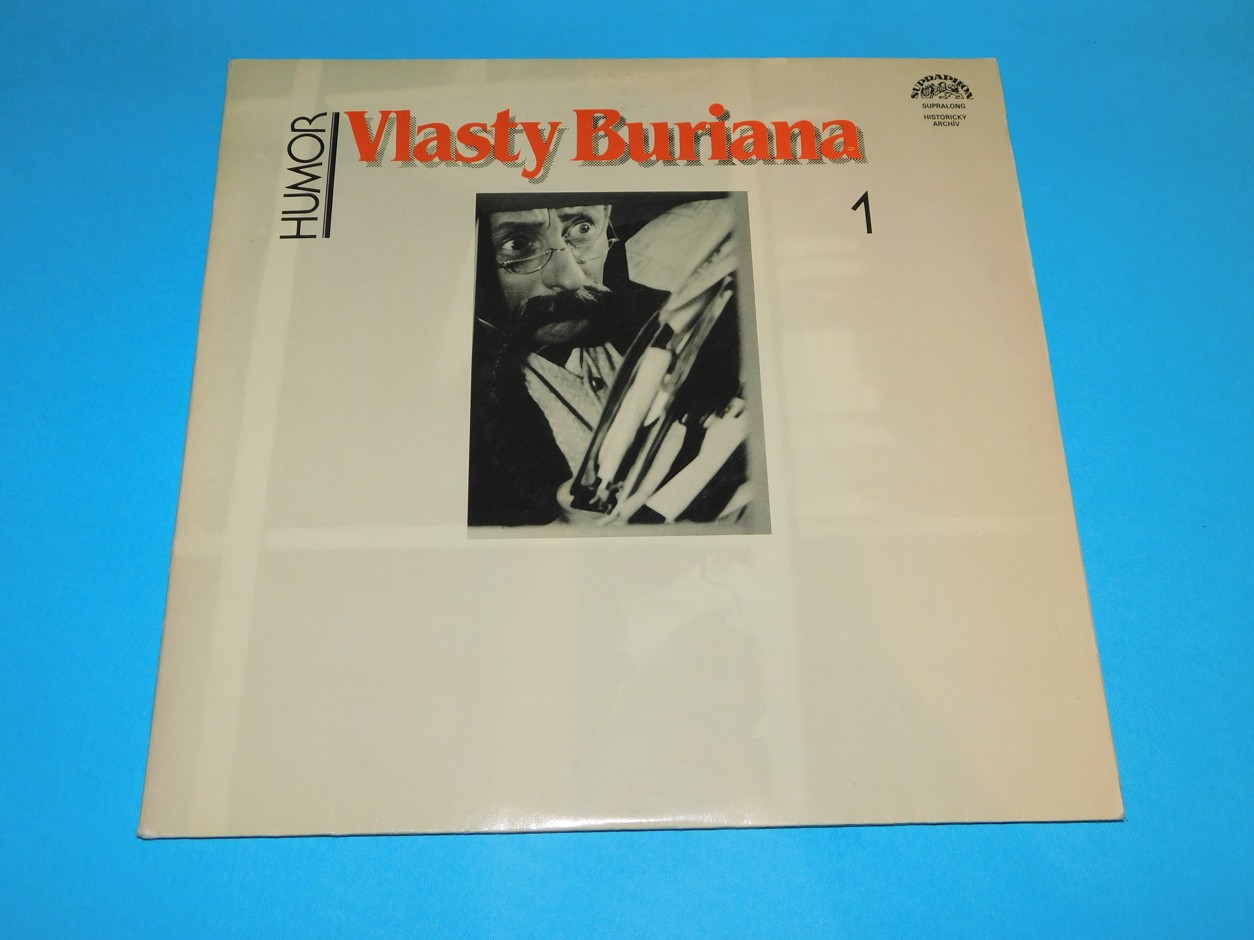 HUMOR
Vlasty Buriana
1
SUPRAPHON
SUPRALONG
HISTORICKÝ
ARCHÍV